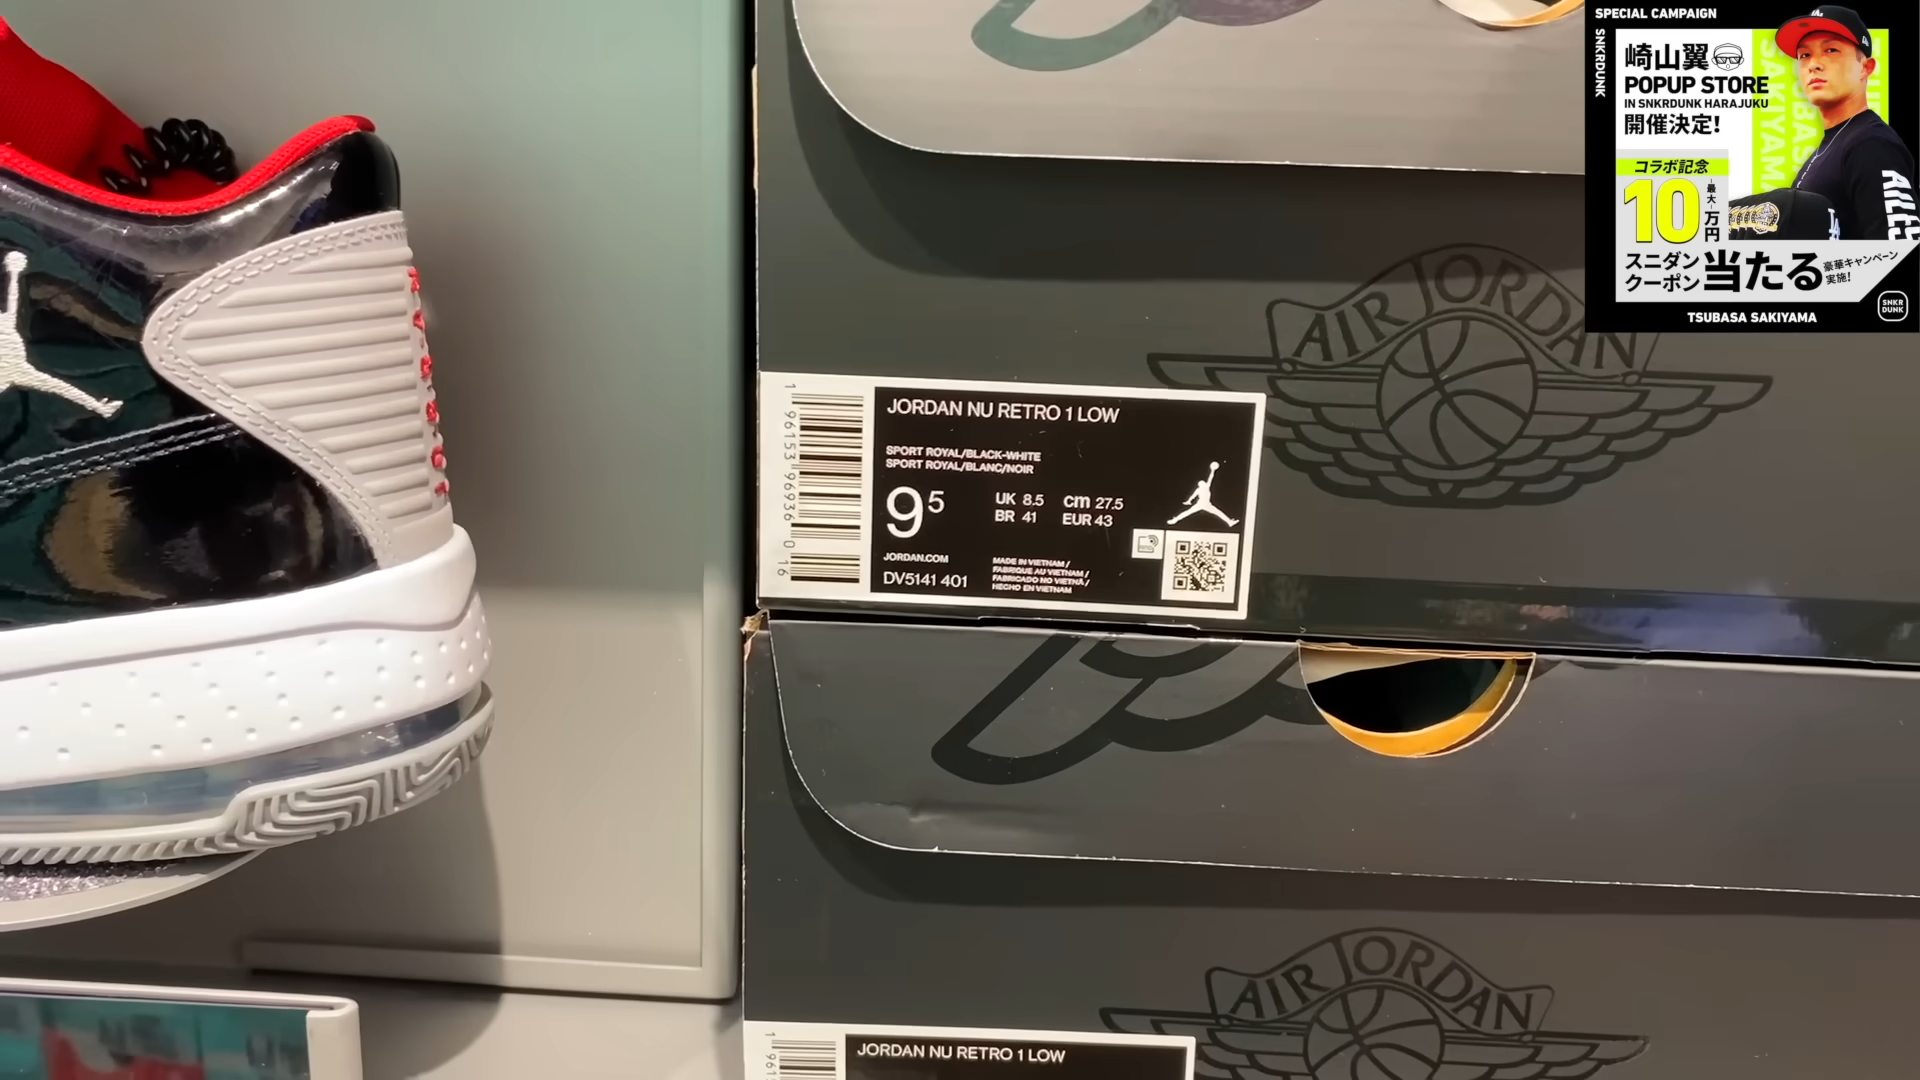 SPECIAL CAMPAIGN
SNKRDUNK
崎山翼
POPUP STORE
IN SNKRDUNK HARAJUKU
開催決定!
コラボ記念
10
最大
万円
スニダン
クーポン
当たる
豪華キャンペーン
実施!
TSUBASA SAKIYAMA
SNKR
DUNK
AIR JORDAN
1 96153 96936 0
16
JORDAN NU RETRO 1 LOW
SPORT ROYAL/BLACK-WHITE
SPORT ROYAL/BLANC/NOIR
9 5
UK 8.5 cm 27.5
BR 41 EUR 43
JORDAN.COM
DV5141 401
MADE IN VIETNAM /
FABRIQUE AU VIETNAM /
FABRICADO NO VIETNÃ /
HECHO EN VIETNAM
AIR JORDAN
JORDAN NU RETRO 1 LOW